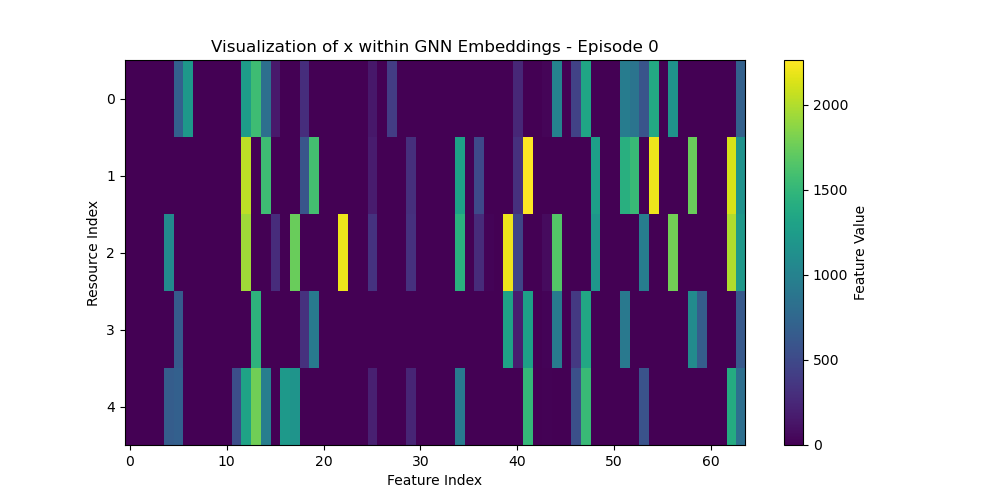 Visualization of x within GNN Embeddings - Episode 0
Resource Index
0
1
2
3
4
0 10 20 30 40 50 60
Feature Index
2000
1500
1000
500
0
Feature Value